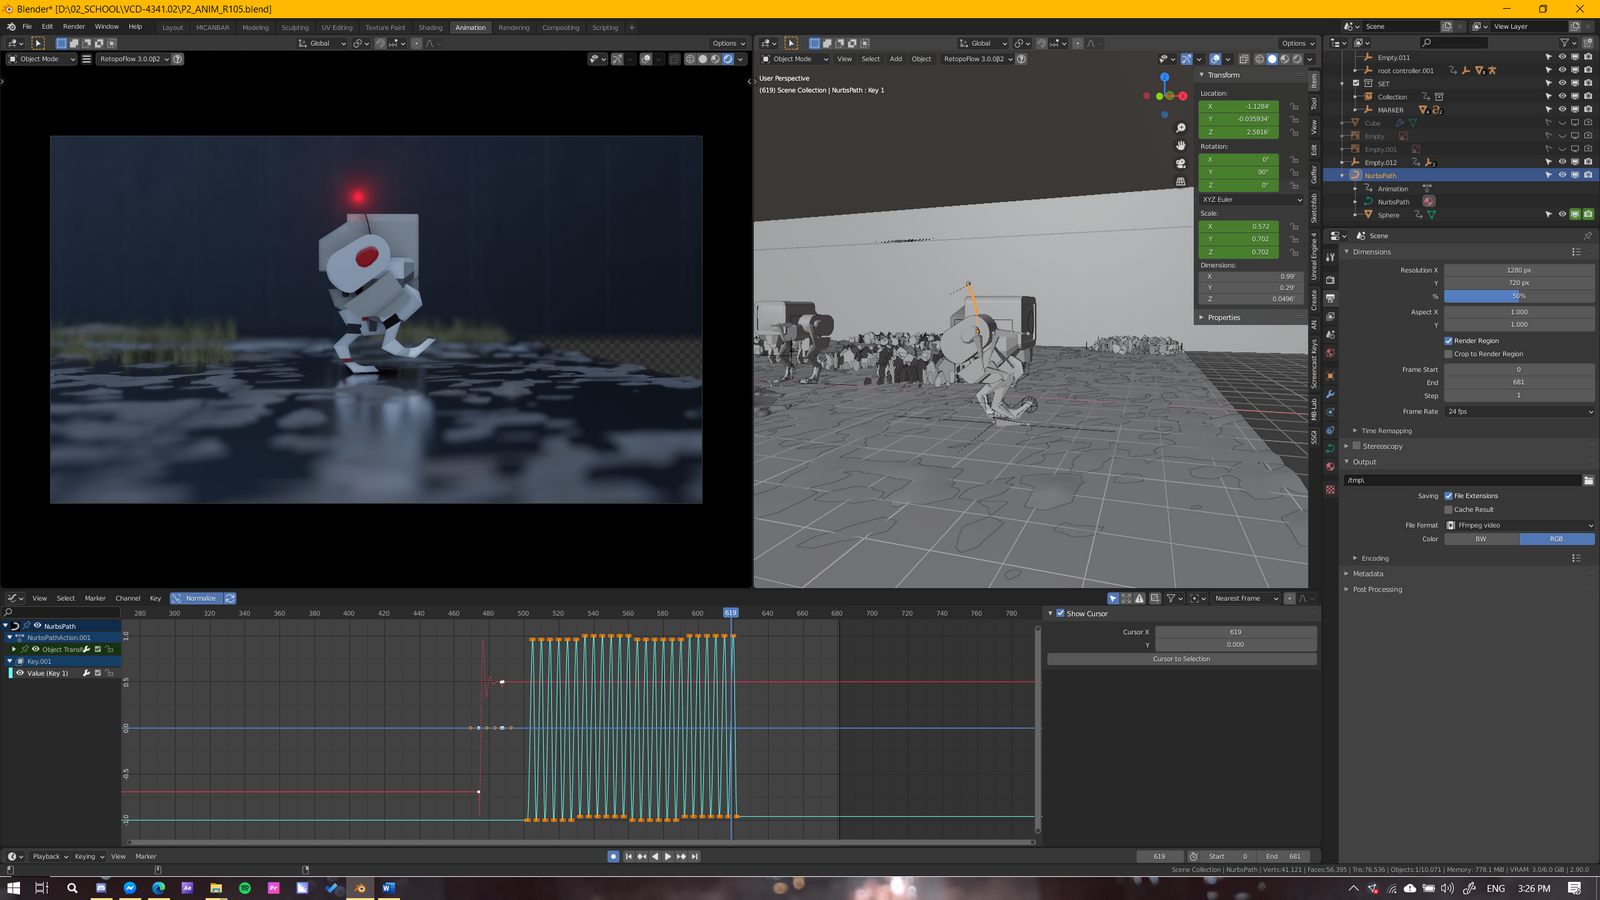 Blender* [D:\02_SCHOOL\VCD-4341.02\P2_ANIM_R105.blend]
File Edit Render Window Help Layout MICANBAR Modeling Sculpting UV Editing Texture Paint Shading Animation Rendering Compositing Scripting + Scene View Layer
Global Options Global Options
Object Mode RetopoFlow 3.0.0β2 Object Mode View Select Add Object RetopoFlow 3.0.0β2
User Perspective
(619) Scene Collection | NurbsPath : Key 1
Transform
Location:
X -1.1284'
Y -0.035934'
Z 2.5816'
Rotation:
X 0°
Y 90°
Z 0°
XYZ Euler
Scale:
X 0.572
Y 0.702
Z 0.702
Dimensions:
X 0.99'
Y 0.29'
Z 0.0496'
Properties
Item
Tool
View
Edit
Gaffer
Sketchfab
Unreal Engine 4
Create
AN
Screencast Keys
MB-Lab
SSGI
Empty.011
root controller.001
SET
Collection
MARKER
Cube
Empty
Empty.001
Empty.012
NurbsPath
Animation
NurbsPath
Sphere
Scene
Dimensions
Resolution X 1280 px
Y 720 px
% 50%
Aspect X 1.000
Y 1.000
Render Region
Crop to Render Region
Frame Start 0
End 681
Step 1
Frame Rate 24 fps
Time Remapping
Stereoscopy
Output
/tmp\
Saving File Extensions
Cache Result
File Format FFmpeg video
Color BW RGB
Encoding
Metadata
Post Processing
View Select Marker Channel Key Normalize Nearest Frame
280 300 320 340 360 380 400 420 440 460 480 500 520 540 560 580 600 619 640 660 680 700 720 740 760 780
NurbsPath
NurbsPathAction.001
Object Transf
Key.001
Value (Key 1)
1.0
0.5
0.0
-0.5
-1.0
Show Cursor
Cursor X 619
Y 0.000
Cursor to Selection
Playback Keying View Marker 619 Start 0 End 681
Scene Collection | NurbsPath | Verts:41,121 | Faces:56,395 | Tris:76,536 | Objects:1/10,071 | Memory: 778.1 MiB | VRAM: 3.0/6.0 GiB | 2.90.0
ENG 3:26 PM